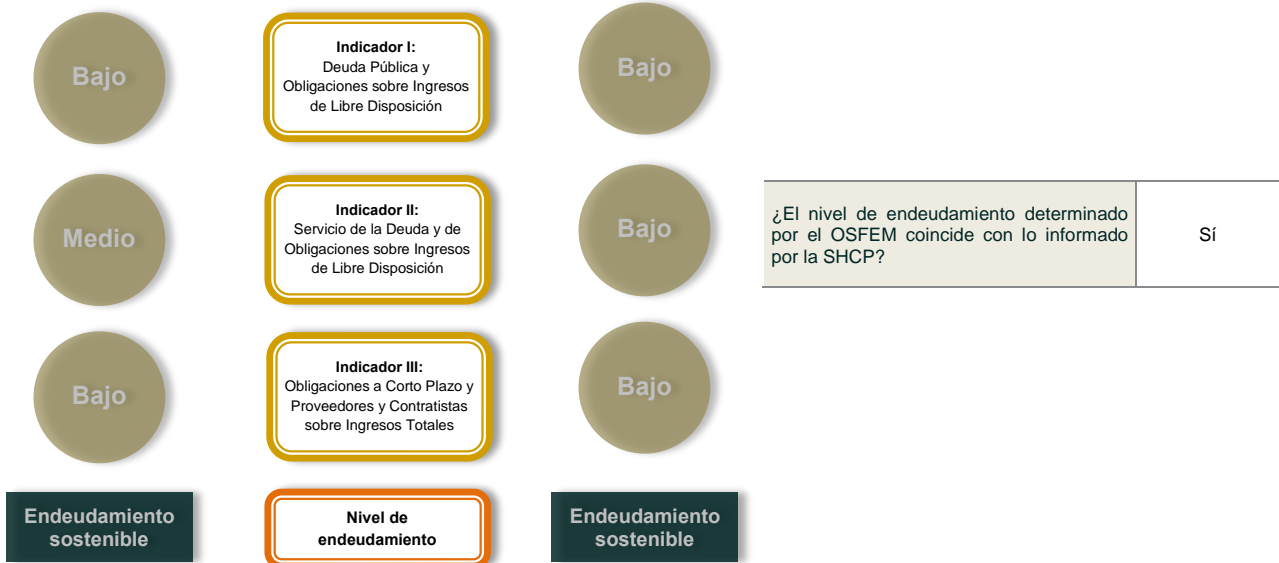 Bajo
Indicador I:
Deuda Pública y
Obligaciones sobre Ingresos
de Libre Disposición
Bajo
Medio
Indicador II:
Servicio de la Deuda y de
Obligaciones sobre Ingresos
de Libre Disposición
Bajo
¿El nivel de endeudamiento determinado
por el OSFEM coincide con lo informado
por la SHCP?
Sí
Bajo
Indicador III:
Obligaciones a Corto Plazo y
Proveedores y Contratistas
sobre Ingresos Totales
Bajo
Endeudamiento
sostenible
Nivel de
endeudamiento
Endeudamiento
sostenible